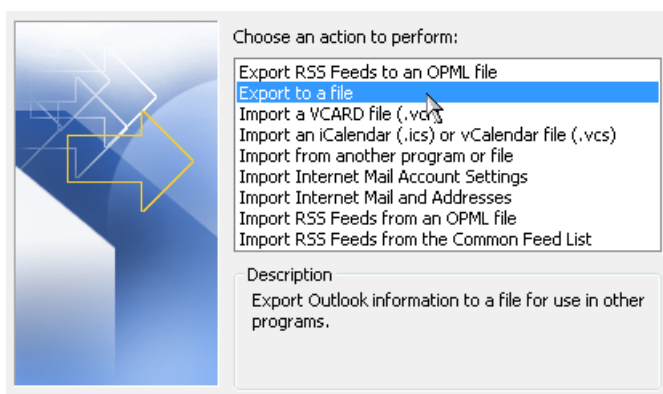 Choose an action to perform:
Export RSS Feeds to an OPML file
Export to a file
Import a VCARD file (.vcf)
Import an iCalendar (.ics) or vCalendar file (.vcs)
Import from another program or file
Import Internet Mail Account Settings
Import Internet Mail and Addresses
Import RSS Feeds from an OPML file
Import RSS Feeds from the Common Feed List
Description
Export Outlook information to a file for use in other
programs.